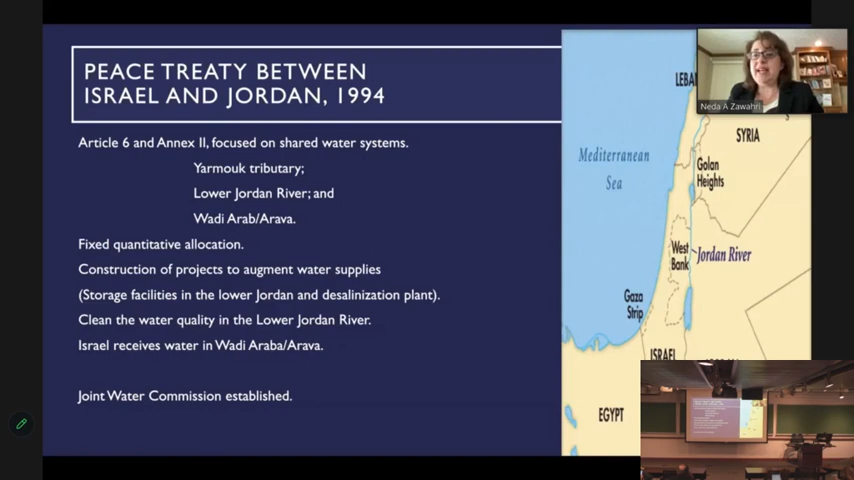 PEACE TREATY BETWEEN
ISRAEL AND JORDAN, 1994
Article 6 and Annex II, focused on shared water systems.
Yarmouk tributary;
Lower Jordan River; and
Wadi Arab/Arava.
Fixed quantitative allocation.
Construction of projects to augment water supplies
(Storage facilities in the lower Jordan and desalinization plant).
Clean the water quality in the Lower Jordan River.
Israel receives water in Wadi Araba/Arava.
Joint Water Commission established.
LEBA
Neda A Zawahri
SYRIA
Mediterranean
Sea
Golan
Heights
West
Bank
Jordan River
Gaza
Strip
ISRAEL
EGYPT